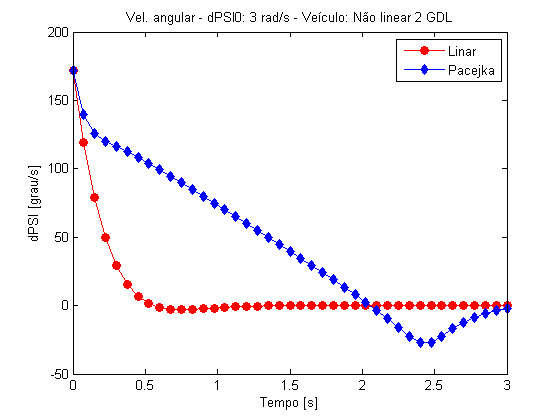 Vel. angular - dPSI0: 3 rad/s - Veículo: Não linear 2 GDL
200
150
100
50
0
-50
dPSI [grau/s]
Linar
Pacejka
0
0.5
1
1.5
2
2.5
3
Tempo [s]